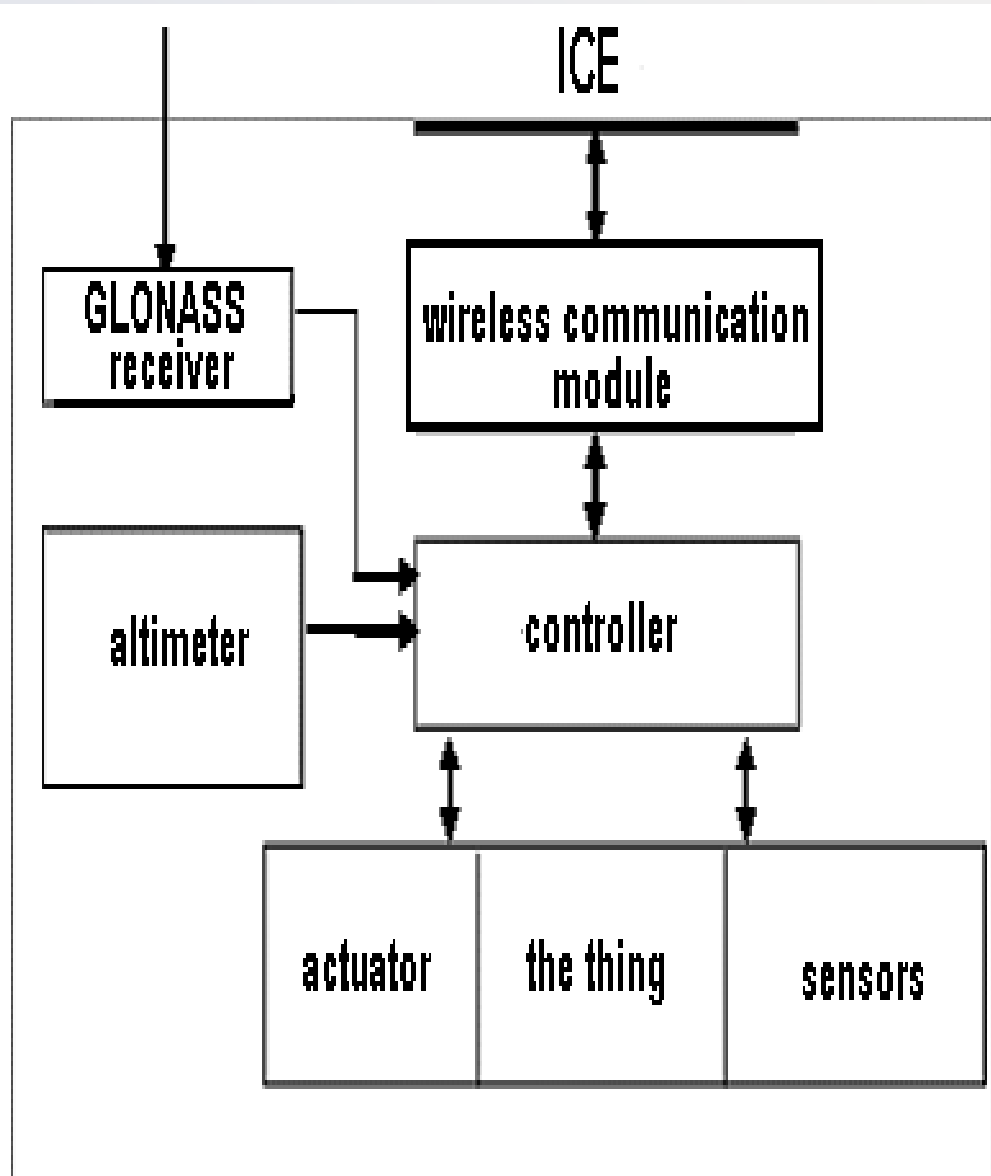 ICE
GLONASS
receiver
wireless communication
module
altimeter
controller
actuator
the thing
sensors